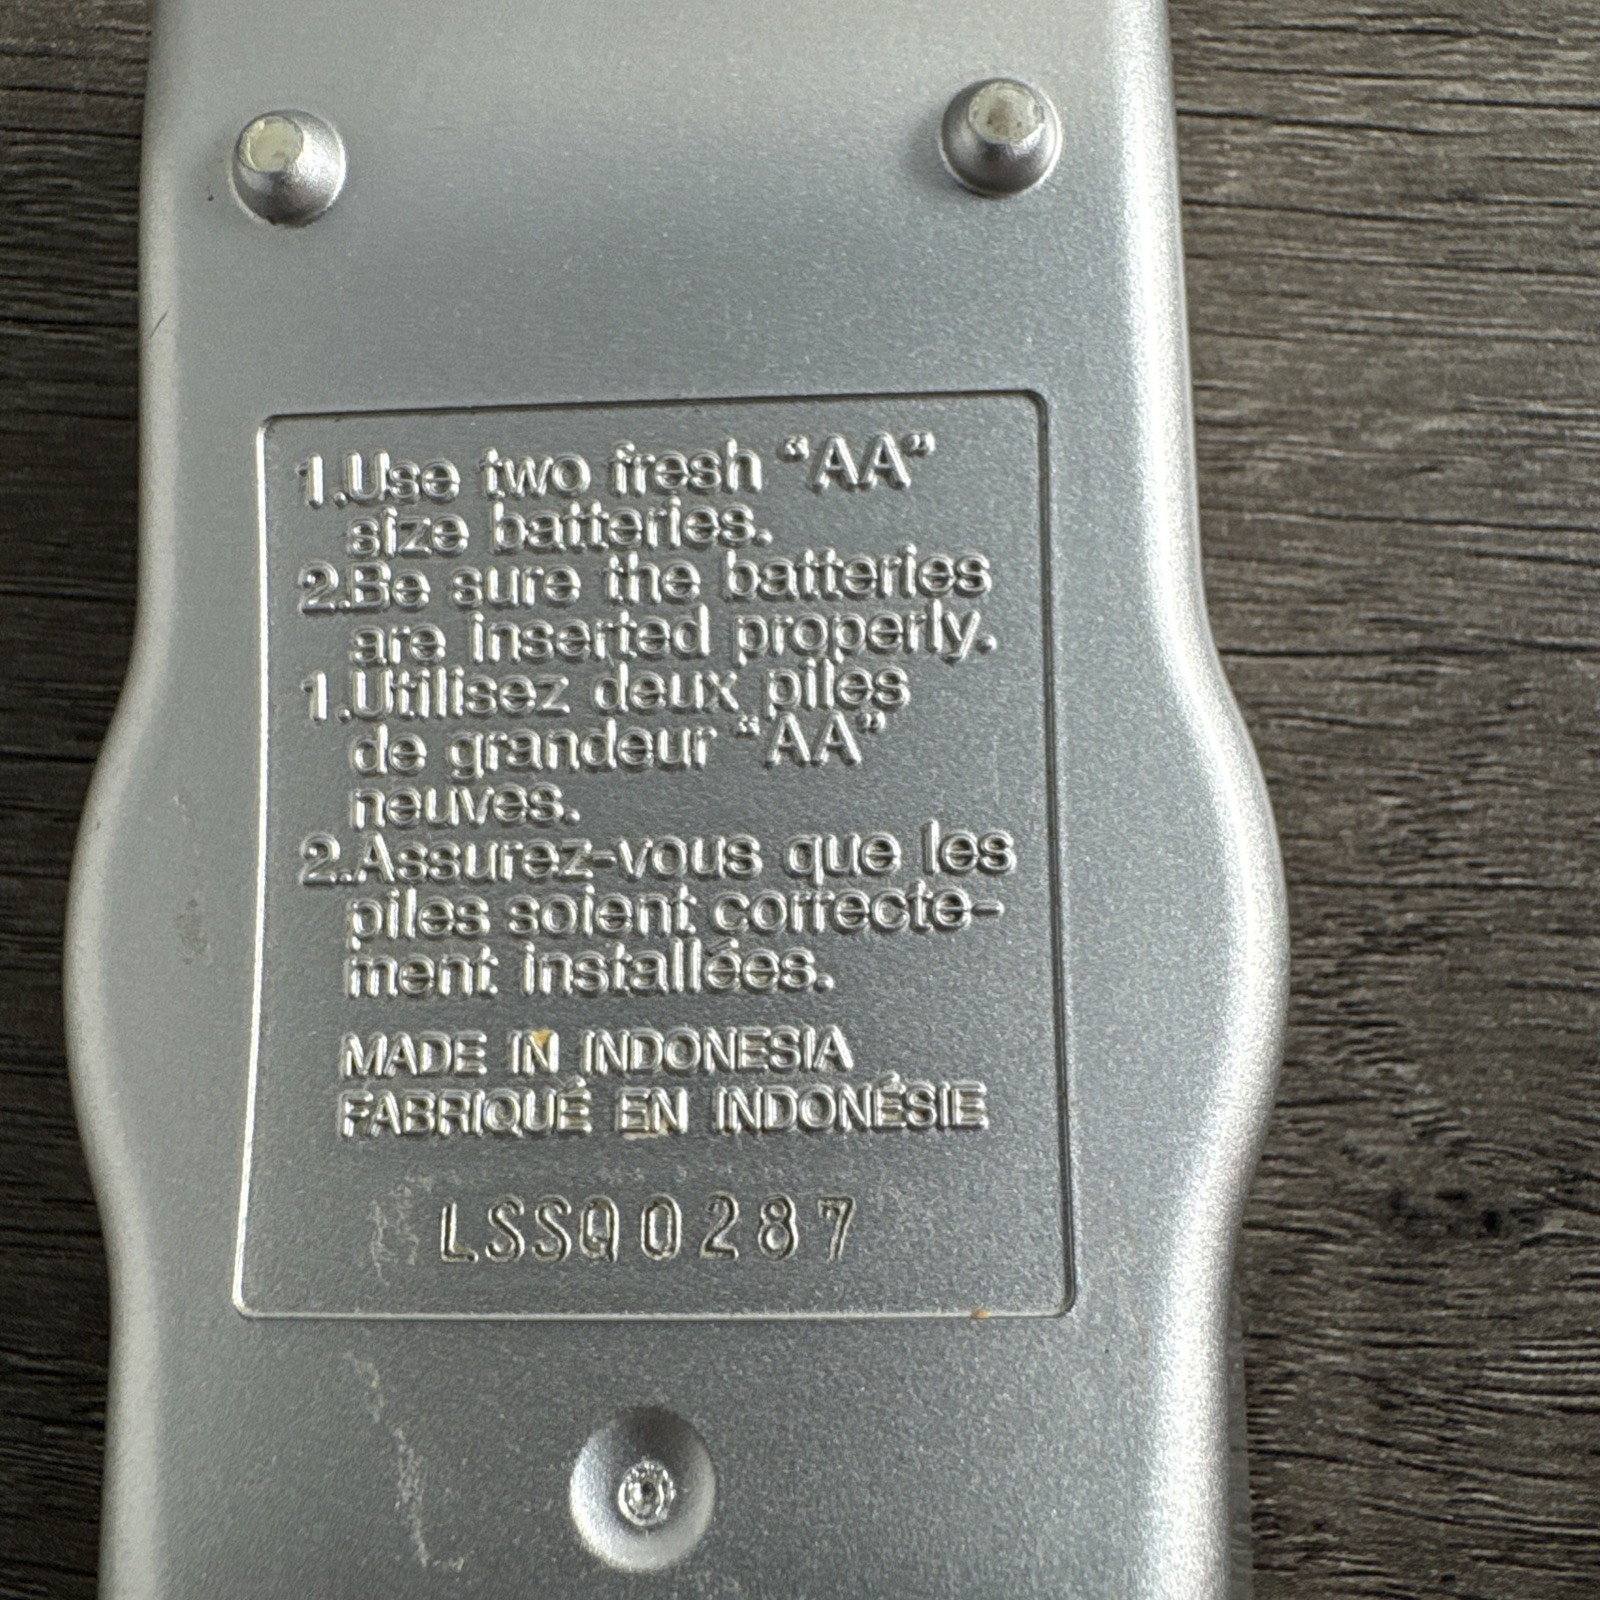 1.Use two fresh “AA”
size batteries.
2.Be sure the batteries
are inserted properly.
1.Utilisez deux piles
de grandeur “AA”
neuves.
2.Assurez-vous que les
piles soient correcte-
ment installées.
MADE IN INDONESIA
FABRIQUÉ EN INDONÉSIE
LSSQ0287